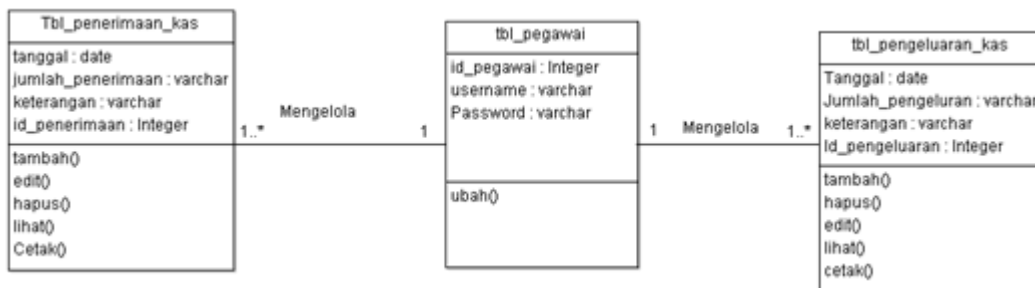 Tbl_penerimaan_kas
tanggal : date
jumlah_penerimaan : varchar
keterangan : varchar
id_penerimaan : Integer
tambah()
edit()
hapus()
lihat()
Cetak()
1..*
Mengelola
1
tbl_pegawai
id_pegawai : Integer
username : varchar
Password : varchar
ubah()
1
Mengelola
1..*
tbl_pengeluaran_kas
Tanggal : date
Jumlah_pengeluran : varchar
keterangan : varchar
Id_pengeluaran : Integer
tambah()
hapus()
edit()
lihat()
cetak()